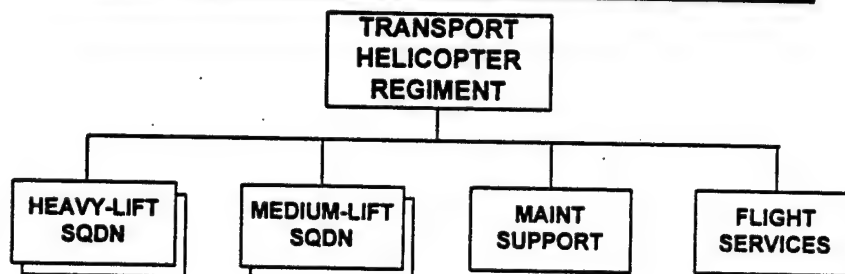 TRANSPORT
HELICOPTER
REGIMENT
HEAVY-LIFT
SQDN
MEDIUM-LIFT
SQDN
MAINT
SUPPORT
FLIGHT
SERVICES